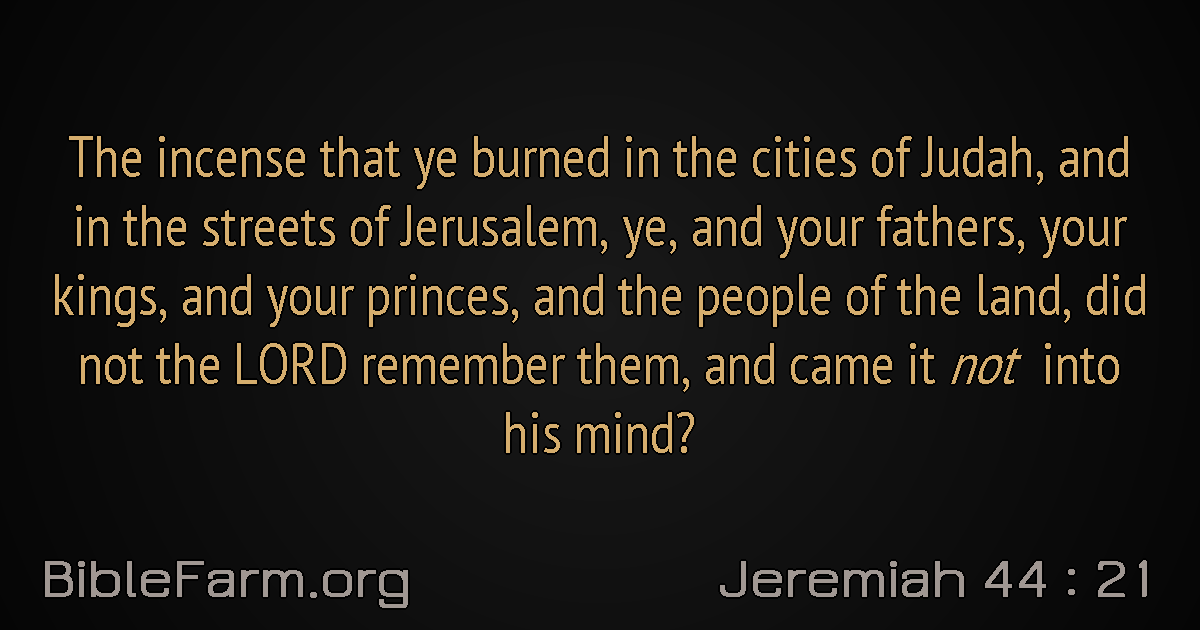 The incense that ye burned in the cities of Judah, and
in the streets of Jerusalem, ye, and your fathers, your
kings, and your princes, and the people of the land, did
not the LORD remember them, and came it not into
his mind?
BibleFarm.org
Jeremiah 44 : 21